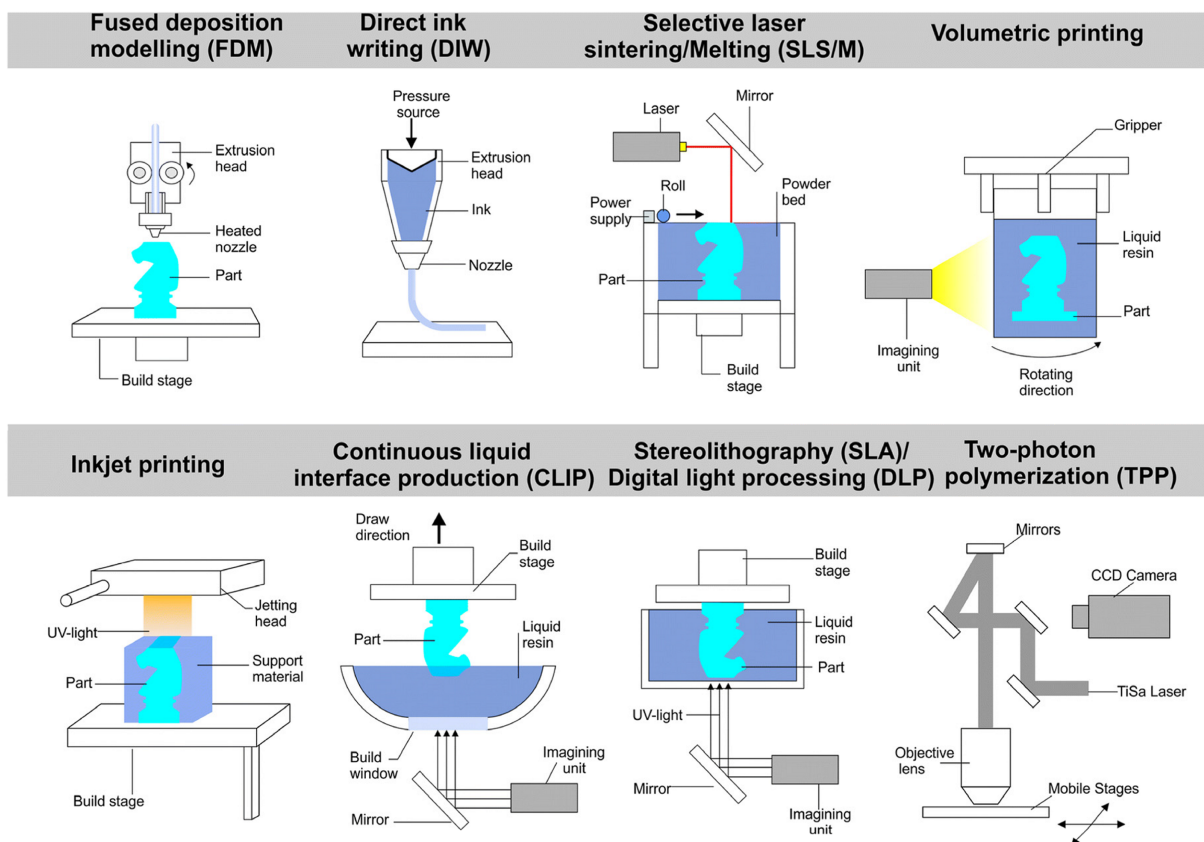 Fused deposition
modelling (FDM)
Direct ink
writing (DIW)
Selective laser
sintering/Melting (SLS/M)
Volumetric printing
Extrusion
head
Heated
nozzle
Part
Build stage
Pressure
source
Extrusion
head
Ink
Nozzle
Laser
Mirror
Power
supply
Roll
Powder
bed
Part
Build
stage
Gripper
Liquid
resin
Part
Imagining
unit
Rotating
direction
Inkjet printing
Continuous liquid
interface production (CLIP)
Stereolithography (SLA)/
Digital light processing (DLP)
Two-photon
polymerization (TPP)
Jetting
head
UV-light
Support
material
Part
Build stage
Draw
direction
Build
stage
Part
Liquid
resin
Build
window
Imagining
unit
Mirror
Build
stage
Liquid
resin
Part
UV-light
Mirror
Imagining
unit
Mirrors
CCD Camera
TiSa Laser
Objective
lens
Mobile Stages